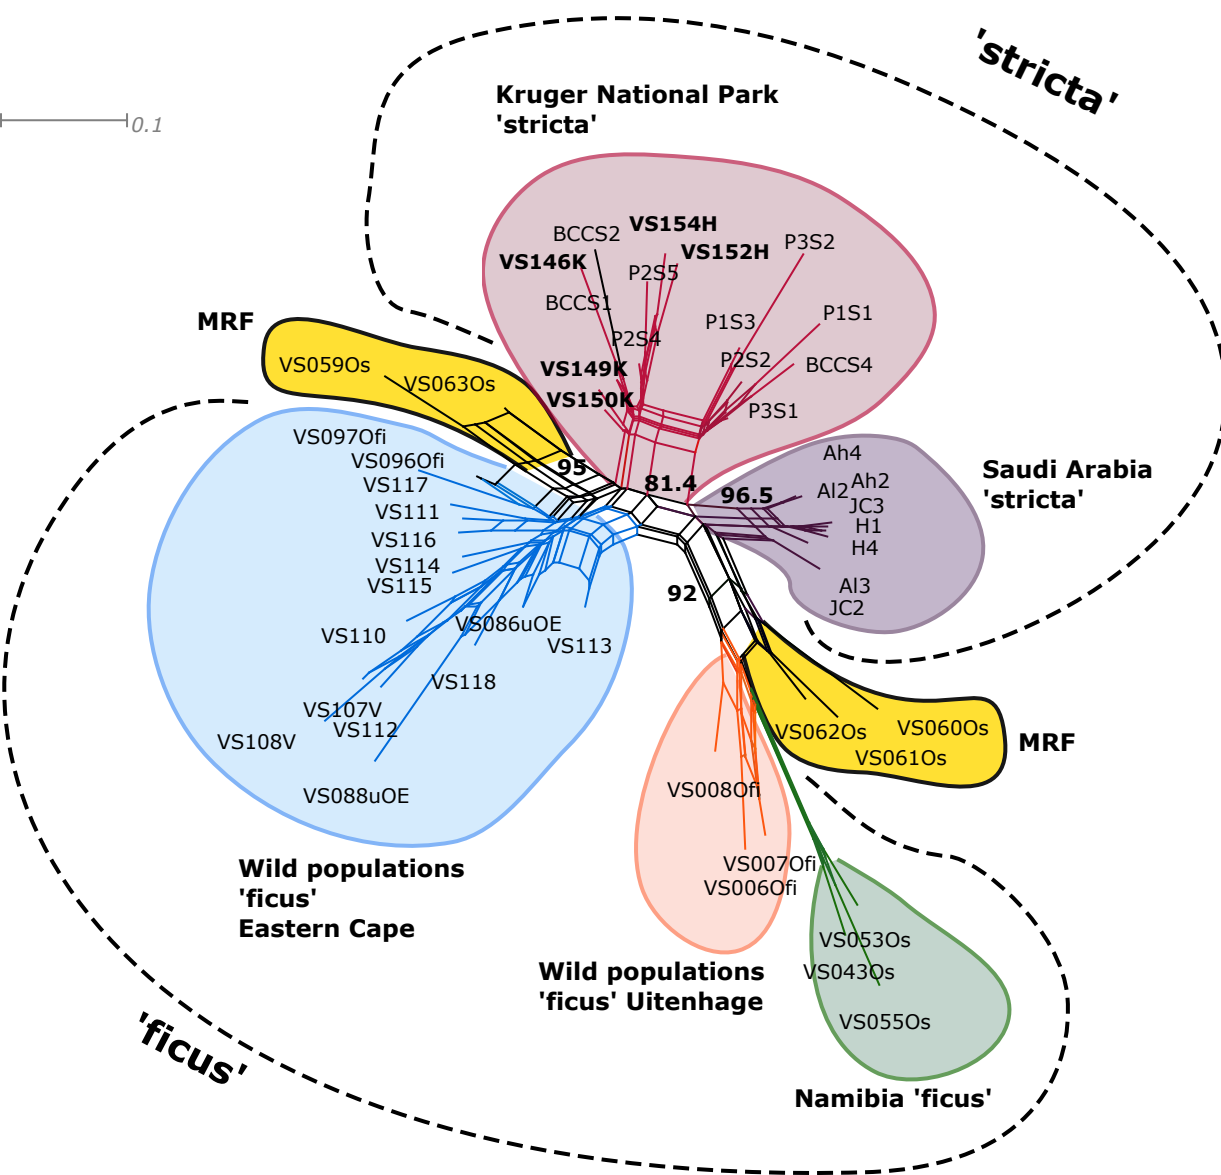 'stricta'
Kruger National Park
'stricta'
0.1
VS154H
BCCS2
P3S2
VS152H
VS146K
P2S5
BCCS1
P1S1
MRF
P1S3
P2S4
P2S2
VS059Os
BCCS4
VS149K
VS063Os
VS150K
P3S1
VS097Ofi
Ah4
VS096Ofi
95
Saudi Arabia
'stricta'
VS117
81.4
96.5
Al2
Ah2
JC3
VS111
H1
VS116
H4
VS114
VS115
Al3
92
JC2
VS086uOE
VS110
VS113
VS118
VS107V
VS112
VS062Os
VS060Os
VS108V
MRF
VS061Os
VS008Ofi
VS088uOE
Wild populations
'ficus'
Eastern Cape
VS007Ofi
VS006Ofi
VS053Os
VS043Os
Wild populations
'ficus' Uitenhage
VS055Os
'ficus'
Namibia 'ficus'